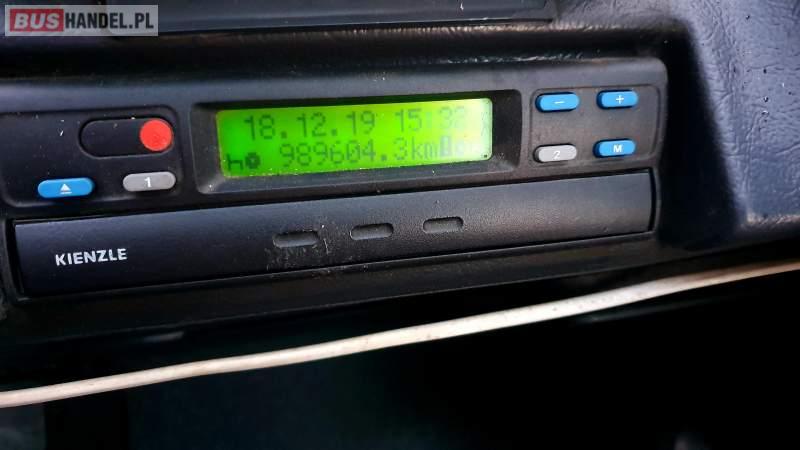 BUSHANDEL.PL
18.12.19 15:32
989604.3km
1
2
M
KIENZLE